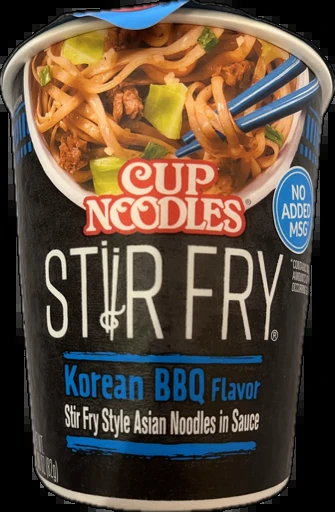 CUP
NOODLES®
NO
ADDED
MSG
STIR FRY®
Korean BBQ Flavor
Stir Fry Style Asian Noodles in Sauce